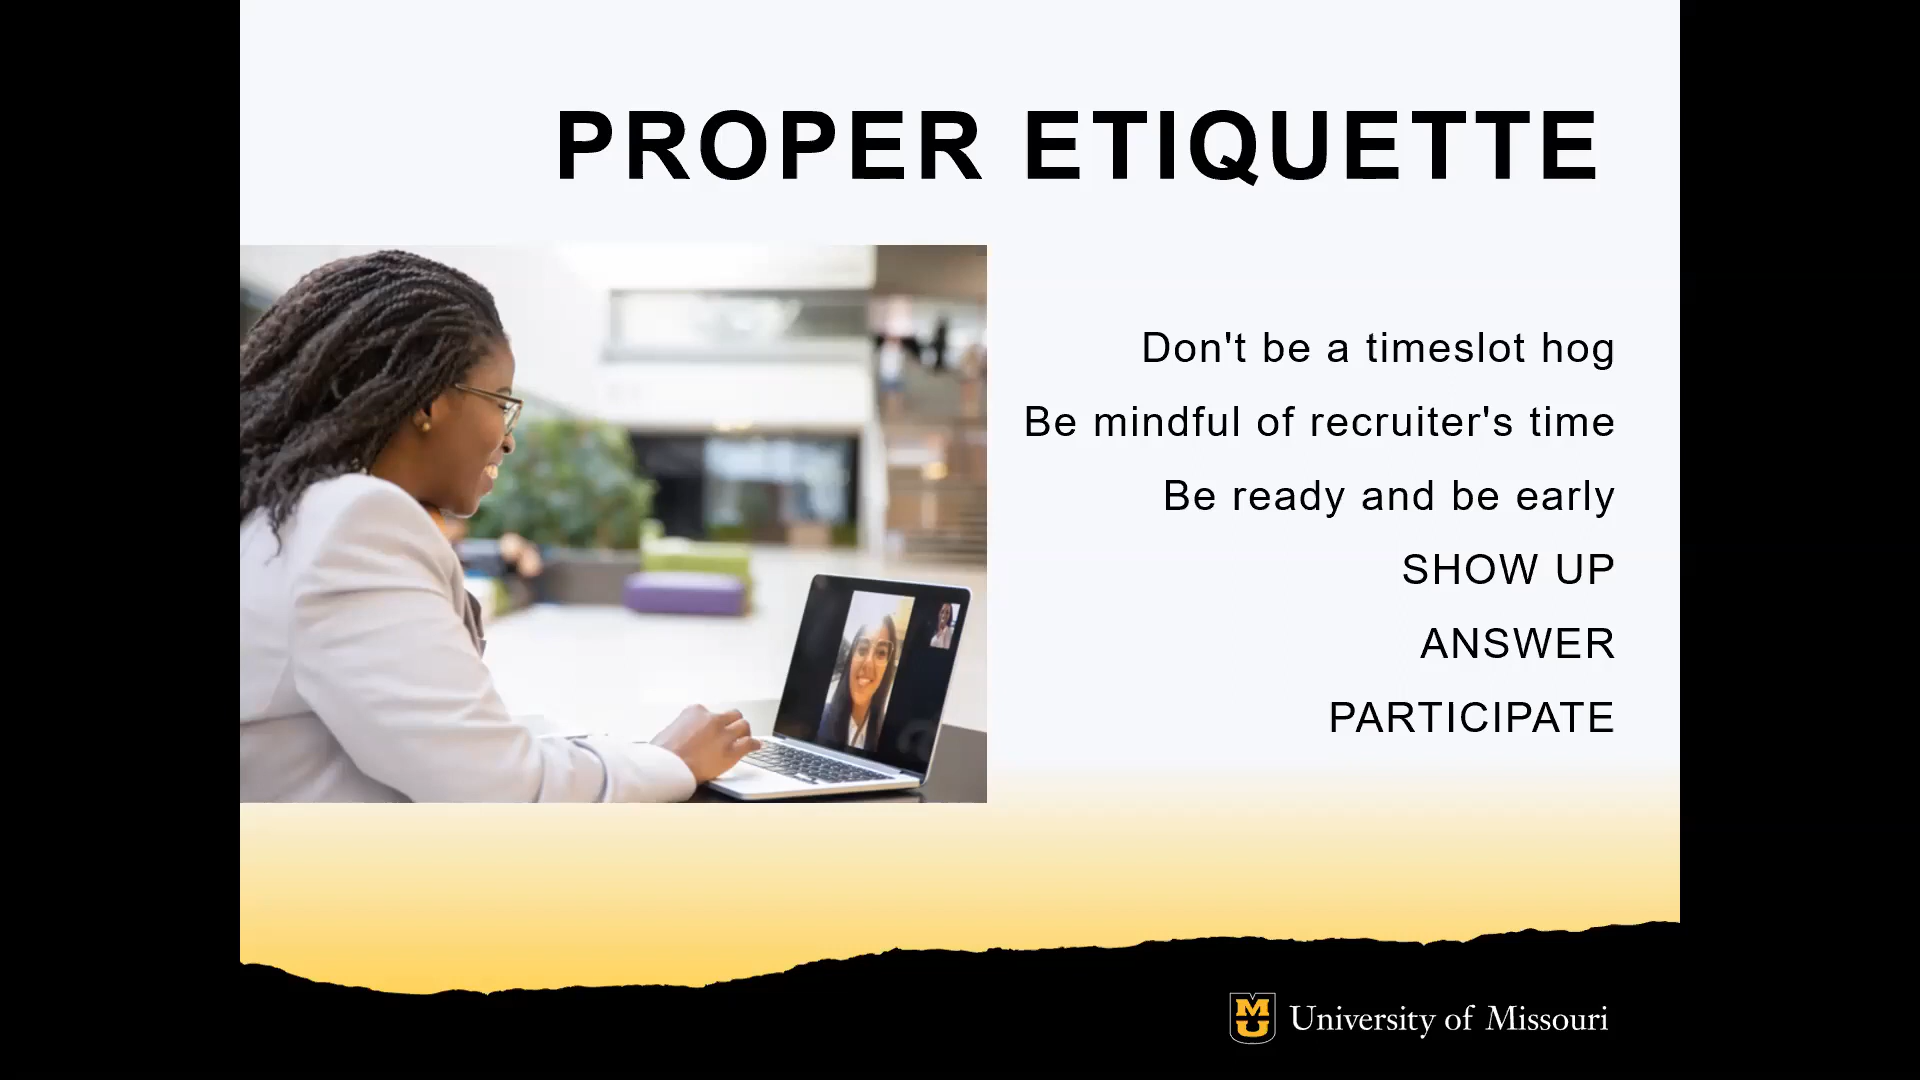 PROPER ETIQUETTE
Don't be a timeslot hog
Be mindful of recruiter's time
Be ready and be early
SHOW UP
ANSWER
PARTICIPATE
MU University of Missouri